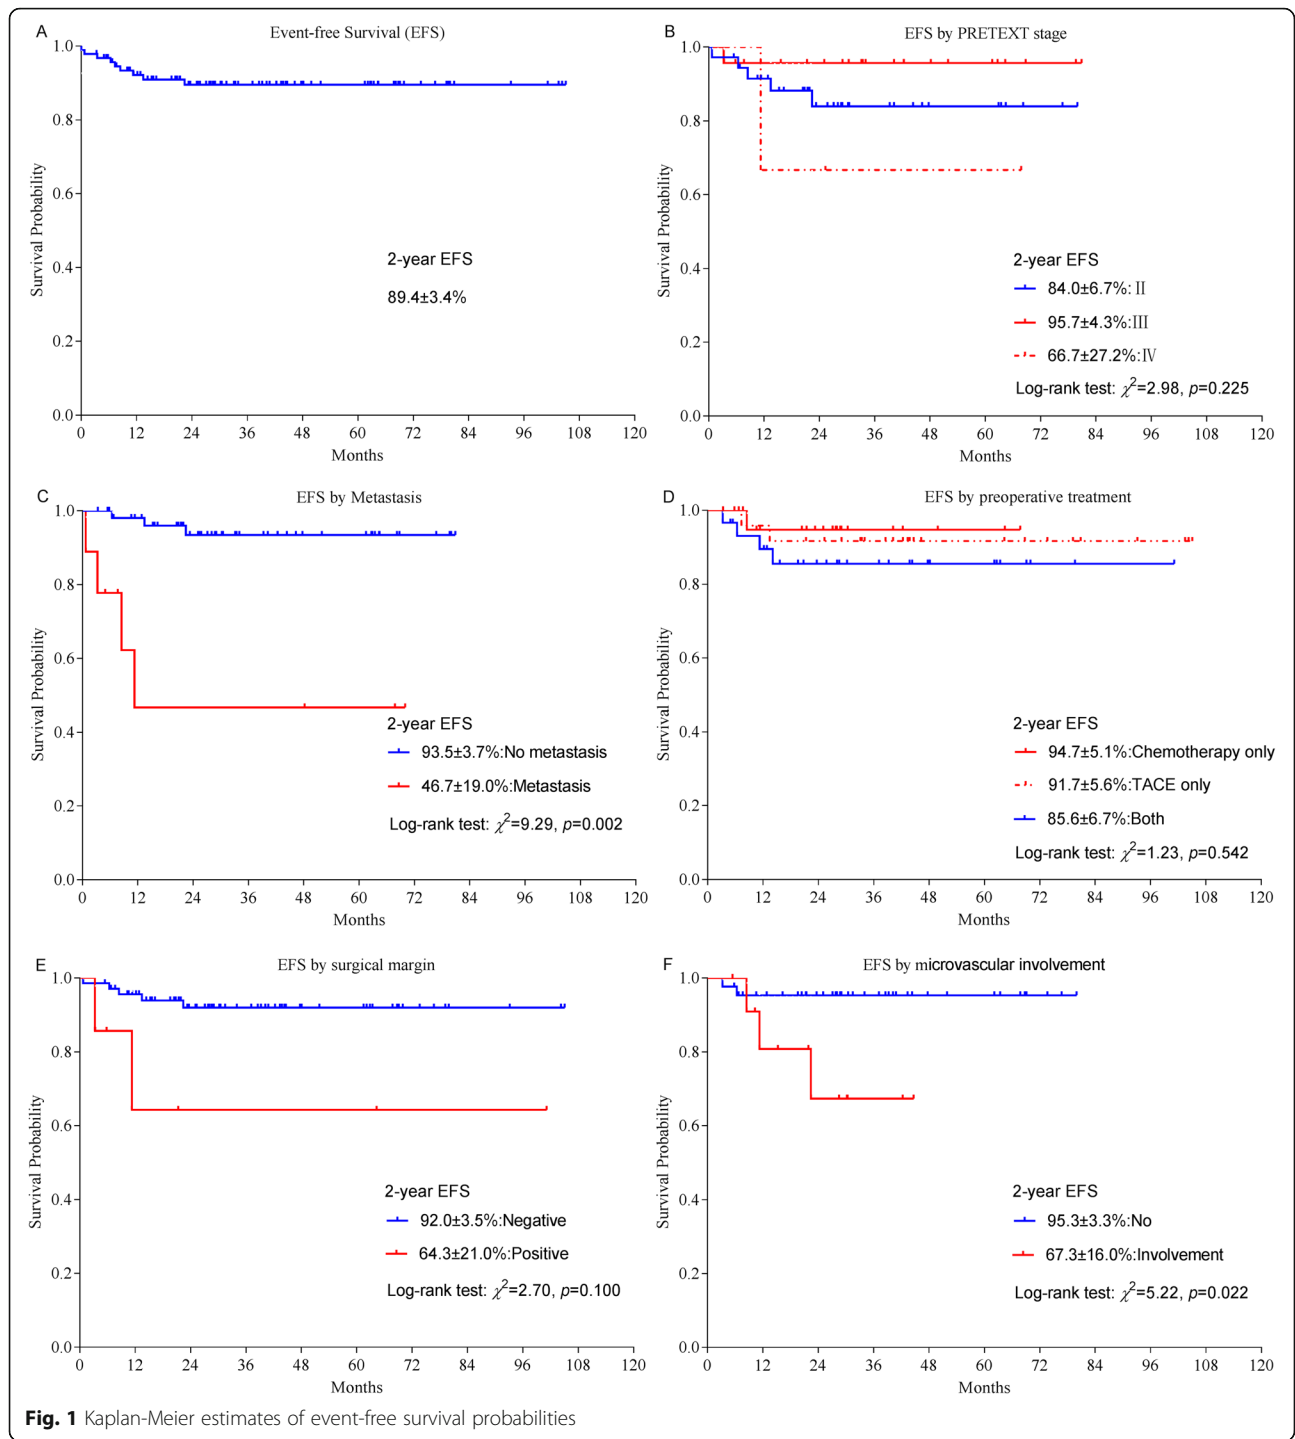 A
Event-free Survival (EFS)
1.0
0.8
0.6
0.4
0.2
0.0
Survival Probability
2-year EFS
89.4±3.4%
0 12 24 36 48 60 72 84 96 108 120
Months
B
EFS by PRETEXT stage
1.0
0.8
0.6
0.4
0.2
0.0
Survival Probability
2-year EFS
84.0±6.7%:Ⅱ
95.7±4.3%:Ⅲ
66.7±27.2%:Ⅳ
Log-rank test: χ²=2.98, p=0.225
0 12 24 36 48 60 72 84 96 108 120
Months
C
EFS by Metastasis
1.0
0.8
0.6
0.4
0.2
0.0
Survival Probability
2-year EFS
93.5±3.7%:No metastasis
46.7±19.0%:Metastasis
Log-rank test: χ²=9.29, p=0.002
0 12 24 36 48 60 72 84 96 108 120
Months
D
EFS by preoperative treatment
1.0
0.8
0.6
0.4
0.2
0.0
Survival Probability
2-year EFS
94.7±5.1%:Chemotherapy only
91.7±5.6%:TACE only
85.6±6.7%:Both
Log-rank test: χ²=1.23, p=0.542
0 12 24 36 48 60 72 84 96 108 120
Months
E
EFS by surgical margin
1.0
0.8
0.6
0.4
0.2
0.0
Survival Probability
2-year EFS
92.0±3.5%:Negative
64.3±21.0%:Positive
Log-rank test: χ²=2.70, p=0.100
0 12 24 36 48 60 72 84 96 108 120
Months
F
EFS by microvascular involvement
1.0
0.8
0.6
0.4
0.2
0.0
Survival Probability
2-year EFS
95.3±3.3%:No
67.3±16.0%:Involvement
Log-rank test: χ²=5.22, p=0.022
0 12 24 36 48 60 72 84 96 108 120
Months
Fig. 1 Kaplan-Meier estimates of event-free survival probabilities